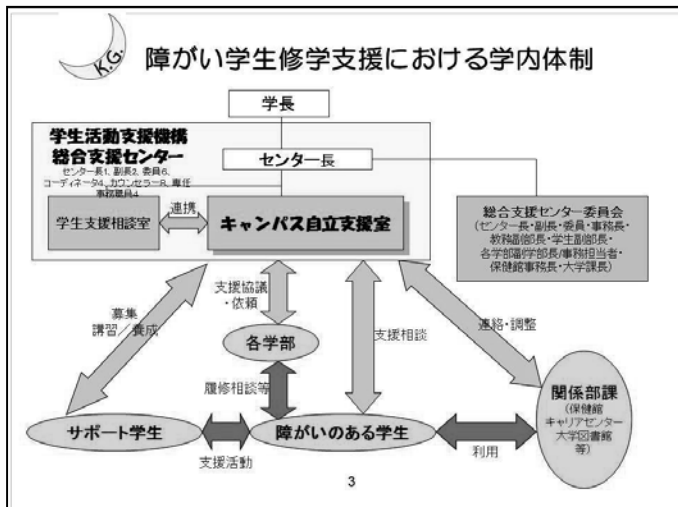 K.G.
障がい学生修学支援における学内体制
学長
学生活動支援機構
総合支援センター
センター長1、副長2、委員6、
コーディネータ4、カウンセラー8、専任
事務職員4
センター長
学生支援相談室
連携
キャンパス自立支援室
総合支援センター委員会
(センター長・副長・委員・事務長・
教務副部長・学生副部長・
各学部副学部長/事務担当者・
保健館事務長・大学課長)
募集
講習／養成
支援協議
・依頼
支援相談
連絡・調整
各学部
履修相談等
関係部課
(保健館
キャリアセンター
大学図書館
等)
サポート学生
支援活動
障がいのある学生
利用
3